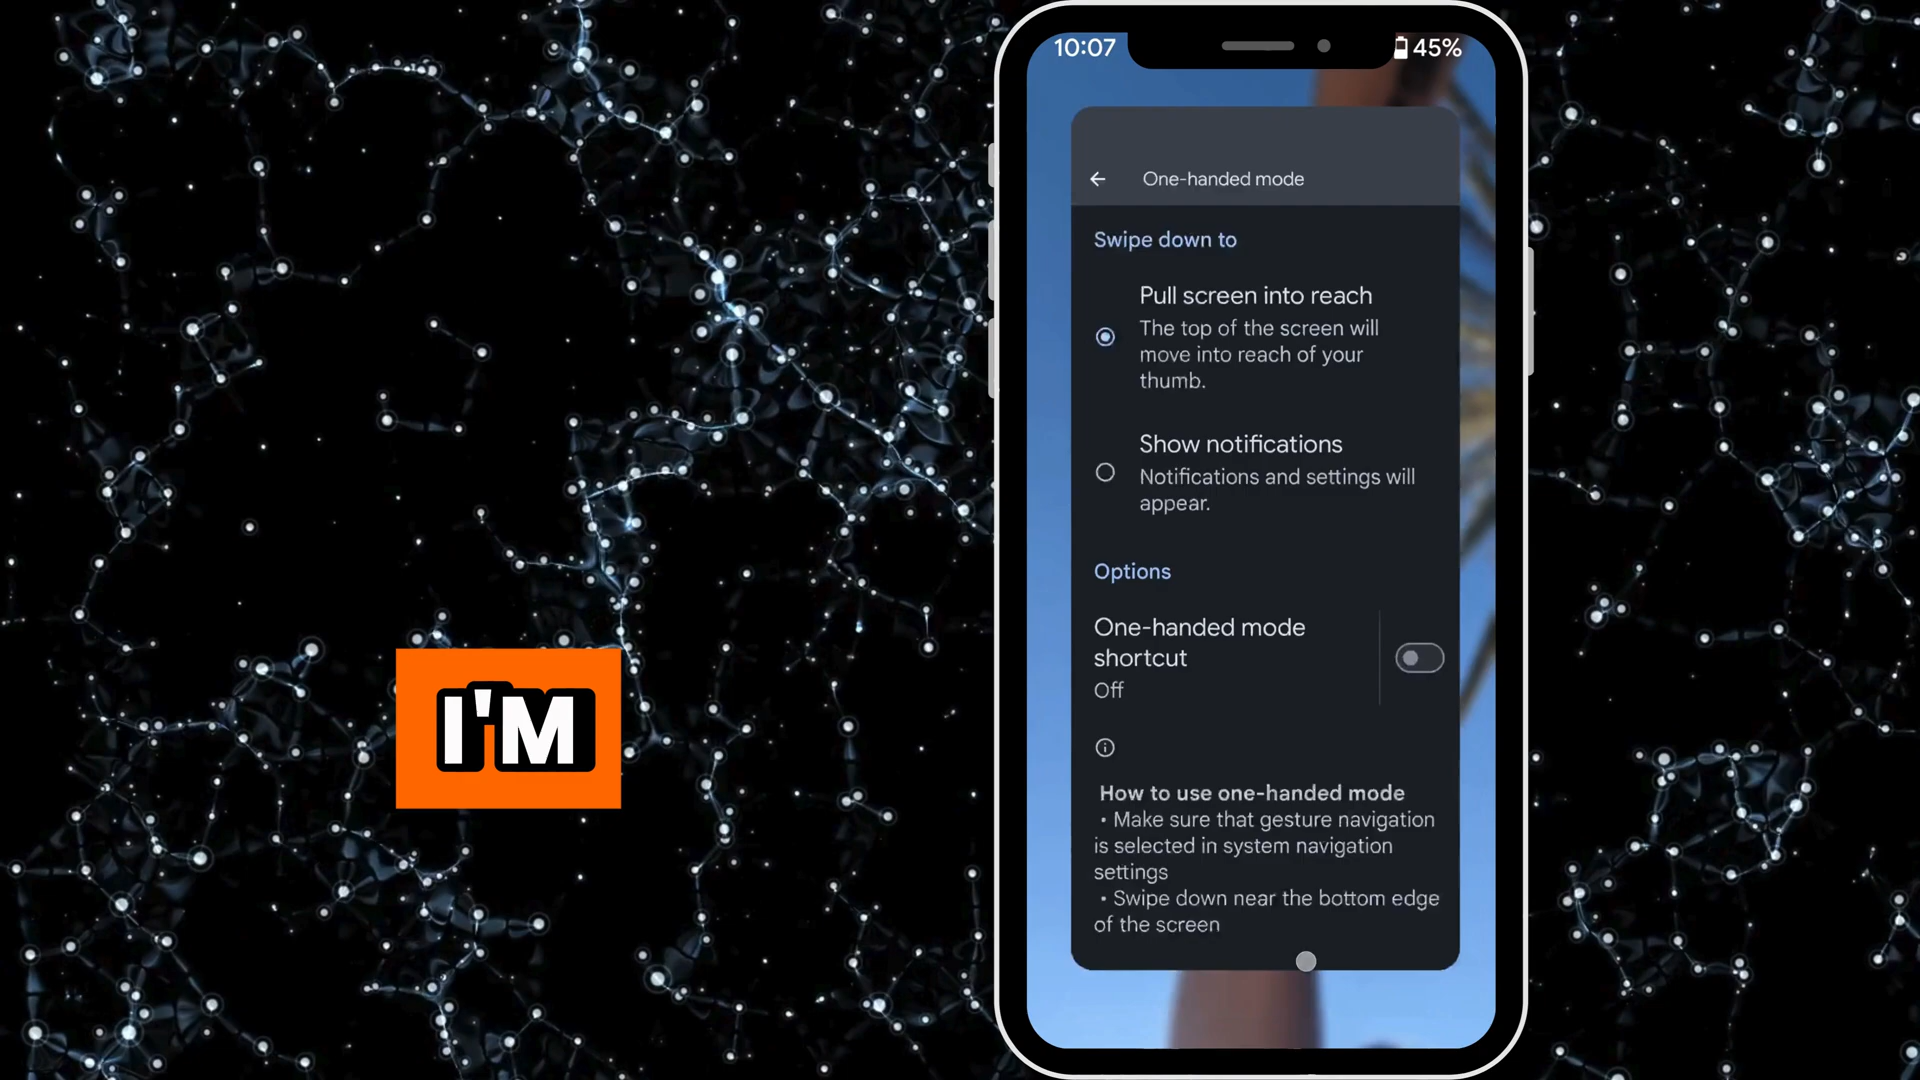 10:07
45%
One-handed mode
Swipe down to
Pull screen into reach
The top of the screen will
move into reach of your
thumb.
Show notifications
Notifications and settings will
appear.
Options
One-handed mode
shortcut
Off
How to use one-handed mode
• Make sure that gesture navigation
is selected in system navigation
settings
• Swipe down near the bottom edge
of the screen
I'M